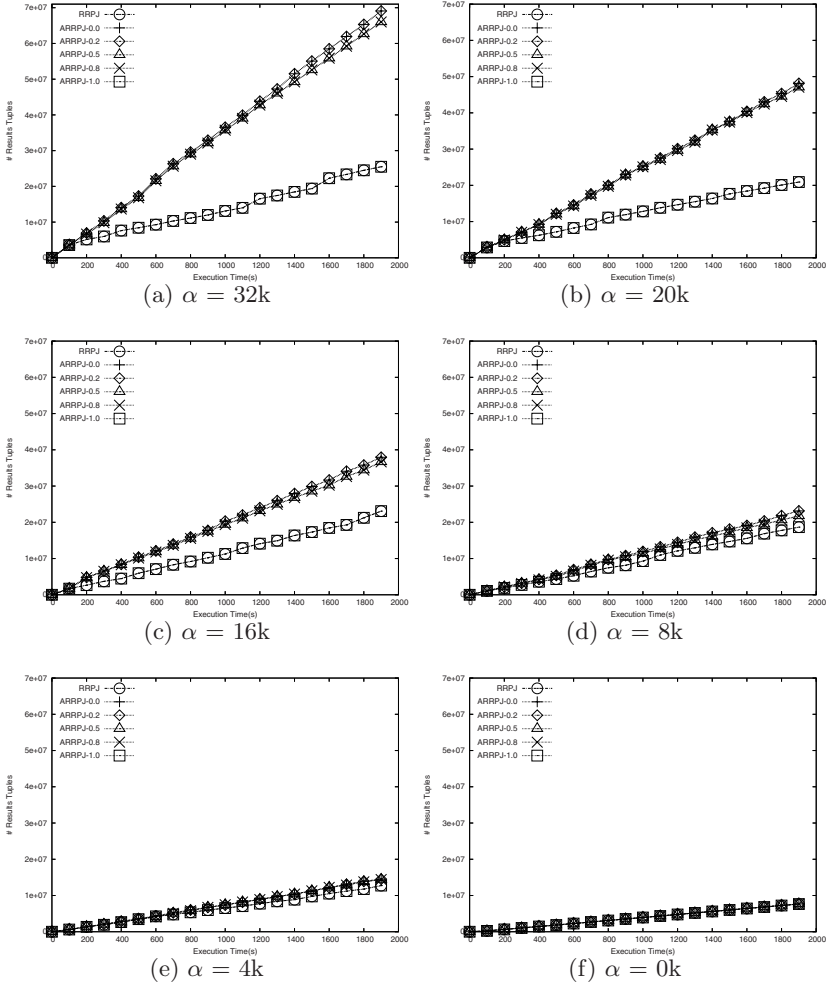 7e+07
RRPJ
ARRPJ-0.0
ARRPJ-0.2
ARRPJ-0.5
ARRPJ-0.8
ARRPJ-1.0
6e+07
5e+07
4e+07
3e+07
2e+07
1e+07
0
# Results Tuples
0 200 400 600 800 1000 1200 1400 1600 1800 2000
Execution Time(s)
(a) α = 32k
7e+07
RRPJ
ARRPJ-0.0
ARRPJ-0.2
ARRPJ-0.5
ARRPJ-0.8
ARRPJ-1.0
6e+07
5e+07
4e+07
3e+07
2e+07
1e+07
0
# Results Tuples
0 200 400 600 800 1000 1200 1400 1600 1800 2000
Execution Time(s)
(b) α = 20k
7e+07
RRPJ
ARRPJ-0.0
ARRPJ-0.2
ARRPJ-0.5
ARRPJ-0.8
ARRPJ-1.0
6e+07
5e+07
4e+07
3e+07
2e+07
1e+07
0
# Results Tuples
0 200 400 600 800 1000 1200 1400 1600 1800 2000
Execution Time(s)
(c) α = 16k
7e+07
RRPJ
ARRPJ-0.0
ARRPJ-0.2
ARRPJ-0.5
ARRPJ-0.8
ARRPJ-1.0
6e+07
5e+07
4e+07
3e+07
2e+07
1e+07
0
# Results Tuples
0 200 400 600 800 1000 1200 1400 1600 1800 2000
Execution Time(s)
(d) α = 8k
7e+07
RRPJ
ARRPJ-0.0
ARRPJ-0.2
ARRPJ-0.5
ARRPJ-0.8
ARRPJ-1.0
6e+07
5e+07
4e+07
3e+07
2e+07
1e+07
0
# Results Tuples
0 200 400 600 800 1000 1200 1400 1600 1800 2000
Execution Time(s)
(e) α = 4k
7e+07
RRPJ
ARRPJ-0.0
ARRPJ-0.2
ARRPJ-0.5
ARRPJ-0.8
ARRPJ-1.0
6e+07
5e+07
4e+07
3e+07
2e+07
1e+07
0
# Results Tuples
0 200 400 600 800 1000 1200 1400 1600 1800 2000
Execution Time(s)
(f) α = 0k